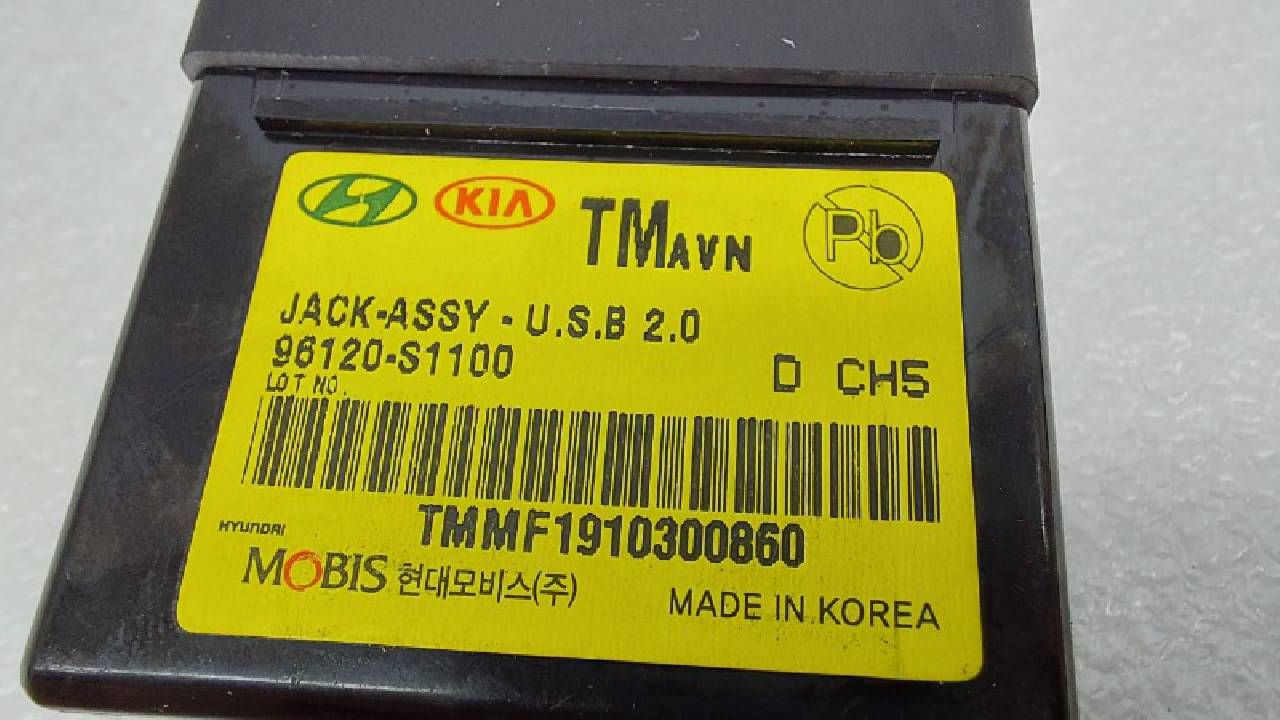 KIA TMAVN Pb
JACK-ASSY - U.S.B 2.0
96120-S1100 D CH5
LOT NO.
TMMF1910300860
HYUNDAI
MOBIS 현대모비스(주)
MADE IN KOREA